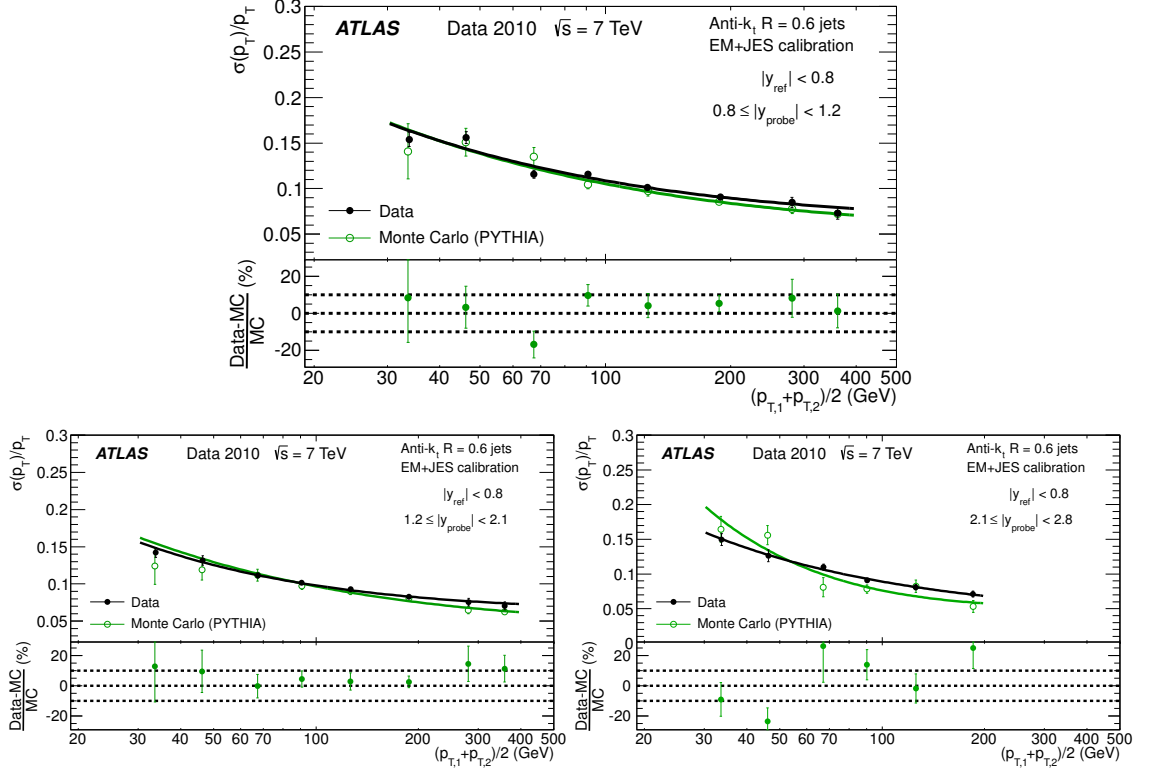 0.3
0.25
0.2
0.15
0.1
0.05
σ(p_T)/p_T
ATLAS Data 2010 √s = 7 TeV
Anti-k_t R = 0.6 jets
EM+JES calibration
|y_ref| < 0.8
0.8 ≤ |y_probe| < 1.2
Data
Monte Carlo (PYTHIA)
20
0
-20
Data-MC
MC
(%)
20 30 40 50 60 70 100 200 300 400 500
(p_T,1+p_T,2)/2 (GeV)
0.3
0.25
0.2
0.15
0.1
0.05
σ(p_T)/p_T
ATLAS Data 2010 √s = 7 TeV
Anti-k_t R = 0.6 jets
EM+JES calibration
|y_ref| < 0.8
1.2 ≤ |y_probe| < 2.1
Data
Monte Carlo (PYTHIA)
20
0
-20
Data-MC
MC
(%)
20 30 40 50 60 70 100 200 300 400 500
(p_T,1+p_T,2)/2 (GeV)
0.3
0.25
0.2
0.15
0.1
0.05
0
σ(p_T)/p_T
ATLAS Data 2010 √s = 7 TeV
Anti-k_t R = 0.6 jets
EM+JES calibration
|y_ref| < 0.8
2.1 ≤ |y_probe| < 2.8
Data
Monte Carlo (PYTHIA)
20
0
-20
Data-MC
MC
(%)
20 30 40 50 60 70 100 200 300 400 500
(p_T,1+p_T,2)/2 (GeV)